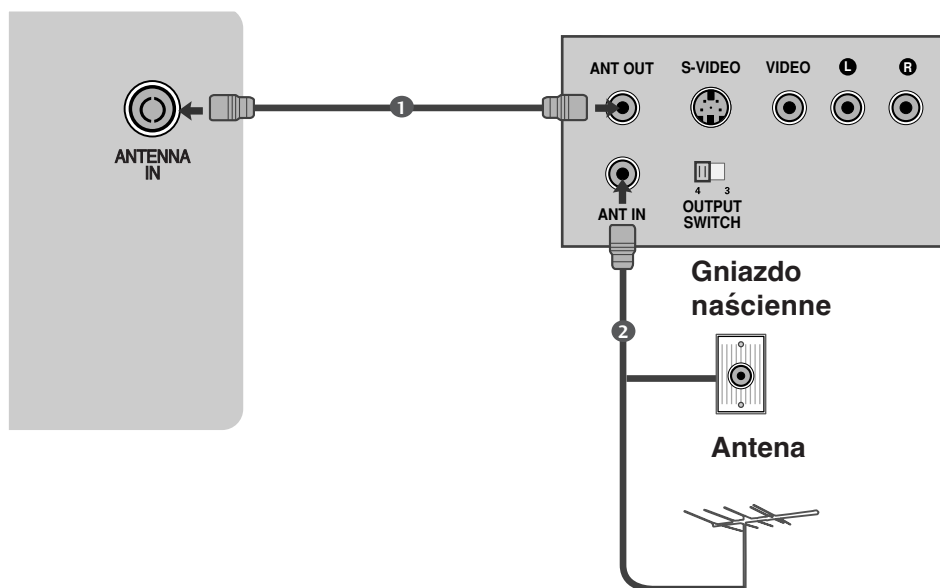 ANT OUT S-VIDEO VIDEO L R
1
ANTENNA
IN
4 3
ANT IN
OUTPUT
SWITCH
Gniazdo
naścienne
2
Antena